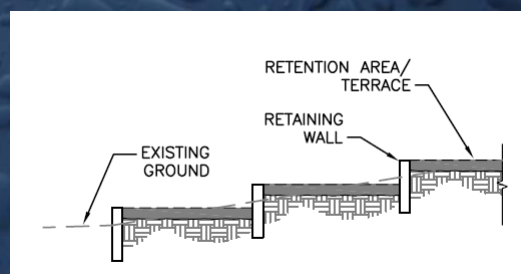 RETENTION AREA/
TERRACE
RETAINING
WALL
EXISTING
GROUND